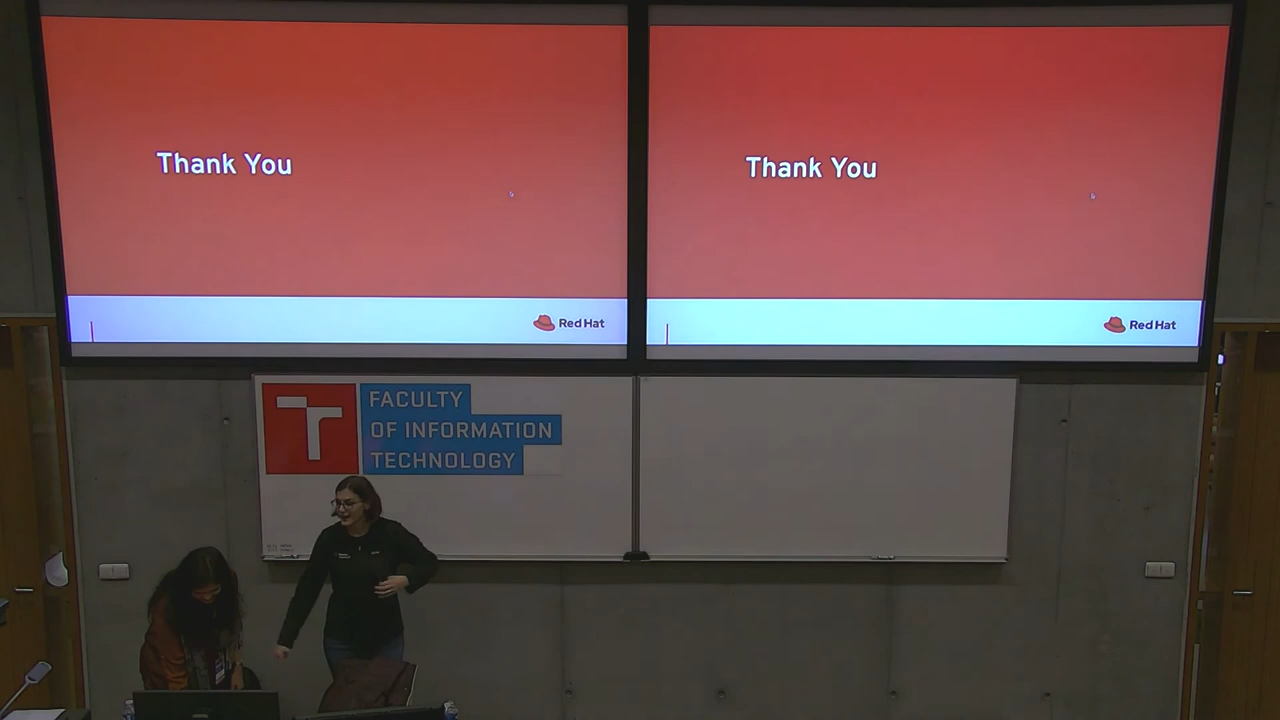 Thank You
Thank You
Red Hat
Red Hat
FACULTY
OF INFORMATION
TECHNOLOGY